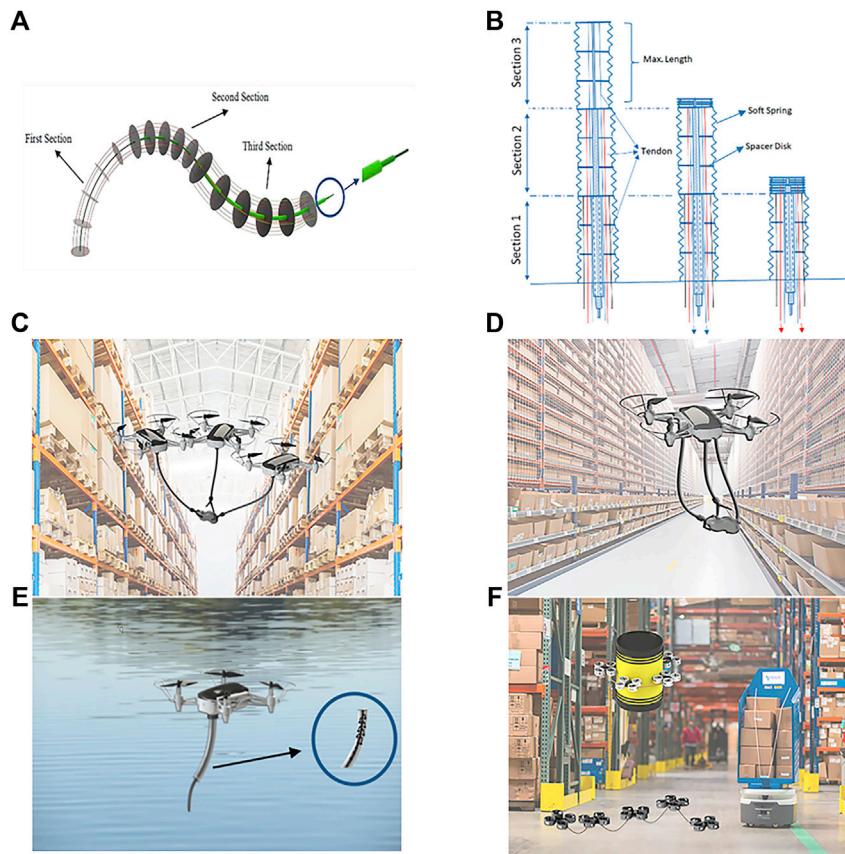 A
Second Section
First Section
Third Section
B
Section 3
Max. Length
Section 2
Soft Spring
Tendon
Spacer Disk
Section 1
C
D
E
F